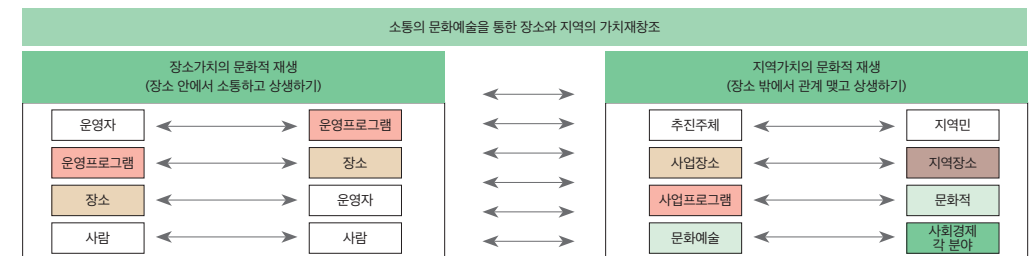 소통의 문화예술을 통한 장소와 지역의 가치재창조
장소가치의 문화적 재생
(장소 안에서 소통하고 상생하기)
운영자
운영프로그램
운영프로그램
장소
장소
운영자
사람
사람
지역가치의 문화적 재생
(장소 밖에서 관계 맺고 상생하기)
추진주체
지역민
사업장소
지역장소
사업프로그램
문화적
문화예술
사회경제
각 분야